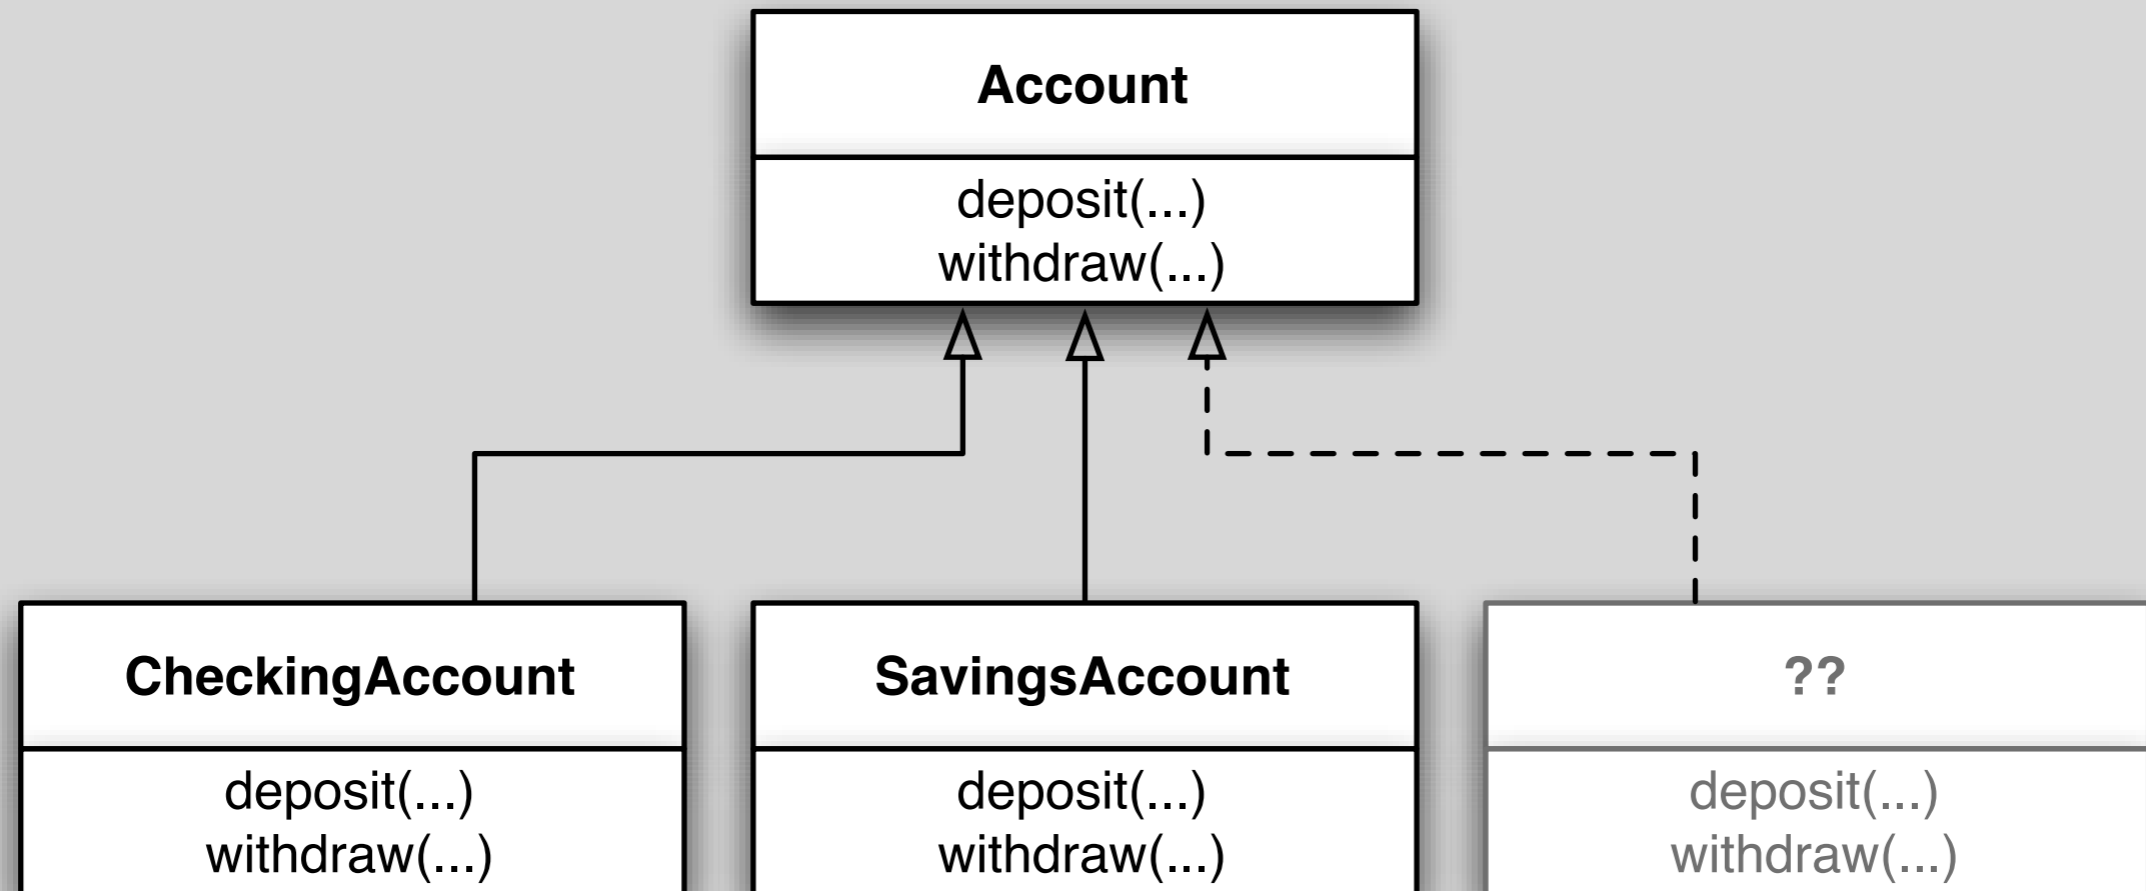 Account
deposit(...)
withdraw(...)
CheckingAccount
deposit(...)
withdraw(...)
SavingsAccount
deposit(...)
withdraw(...)
??
deposit(...)
withdraw(...)